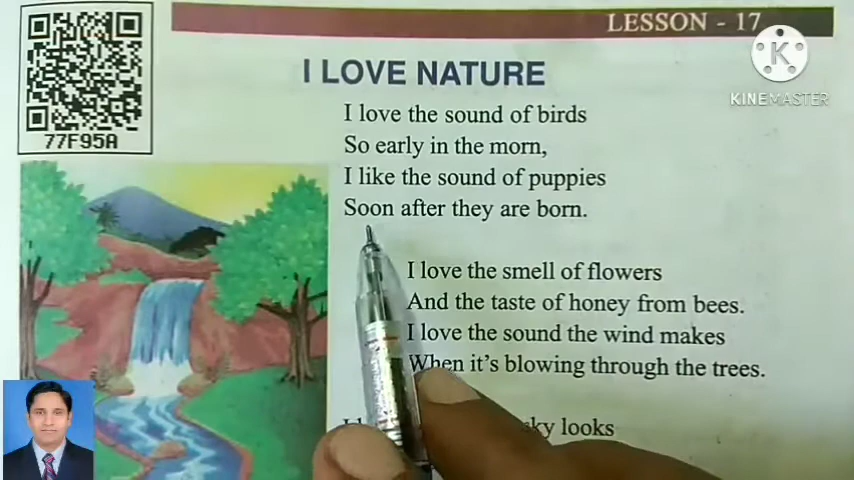 LESSON - 17
K
KINEMASTER
77F95A
I LOVE NATURE
I love the sound of birds
So early in the morn,
I like the sound of puppies
Soon after they are born.
I love the smell of flowers
And the taste of honey from bees.
I love the sound the wind makes
When it's blowing through the trees.
sky looks